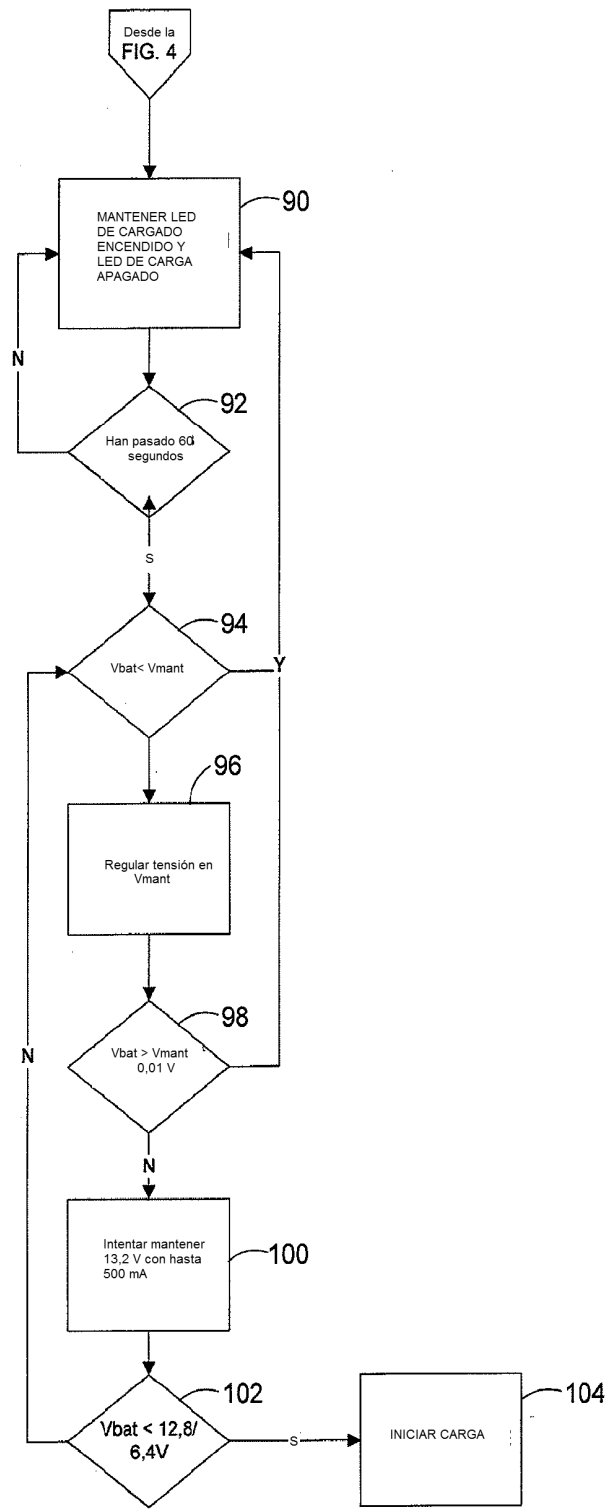 Desde la
FIG. 4
MANTENER LED
DE CARGADO
ENCENDIDO Y
LED DE CARGA
APAGADO
90
N
92
Han pasado 60
segundos
S
94
Vbat< Vmant
Y
96
Regular tensión en
Vmant
98
Vbat > Vmant
0,01 V
N
N
Intentar mantener
13,2 V con hasta
500 mA
100
102
Vbat < 12,8/
6,4V
S
104
INICIAR CARGA